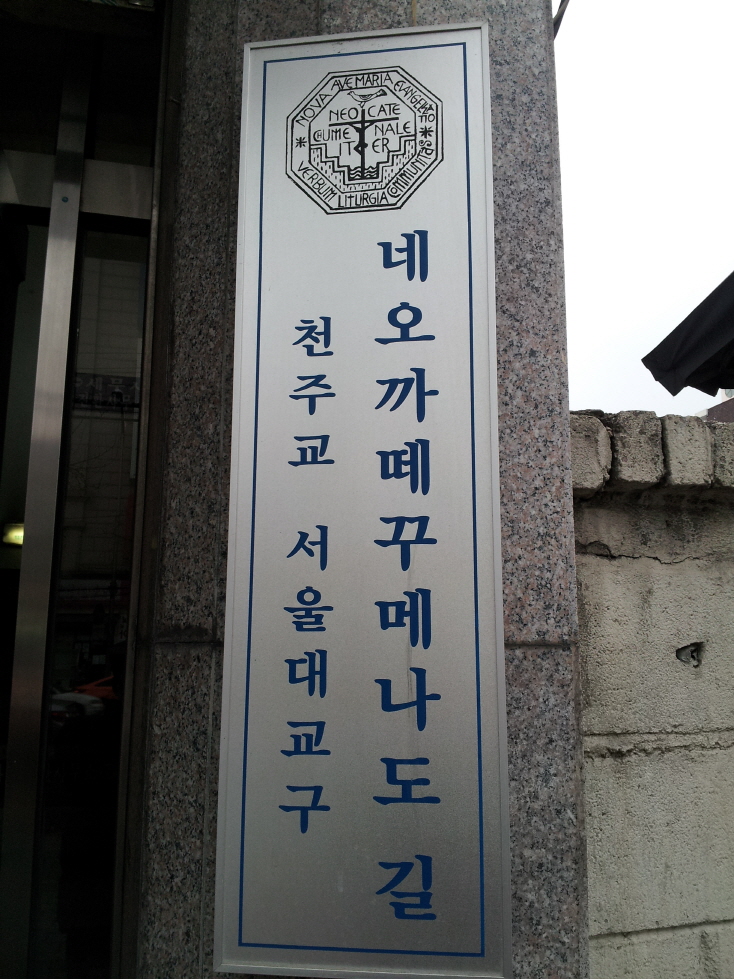 NOVA AVE MARIA EVANGELIZATIO
NEO CATE
CHUME NALE
ITER
VERBUM LITURGIA COMMUNITAS
네오까떼꾸메나도 길
천주교 서울대교구